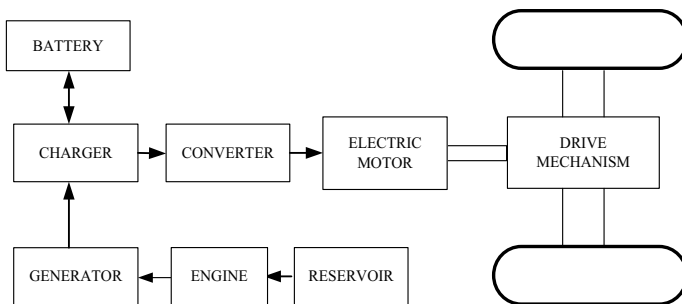 BATTERY
CHARGER
CONVERTER
ELECTRIC
MOTOR
DRIVE
MECHANISM
GENERATOR
ENGINE
RESERVOIR